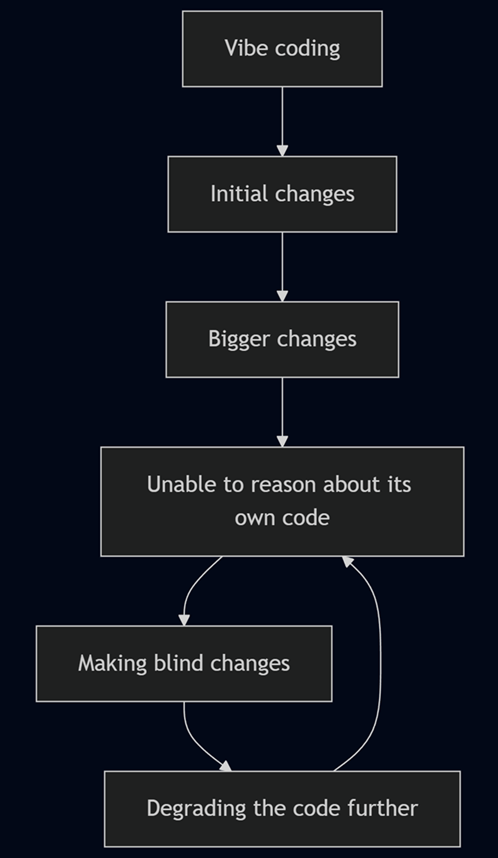 Vibe coding
Initial changes
Bigger changes
Unable to reason about its
own code
Making blind changes
Degrading the code further